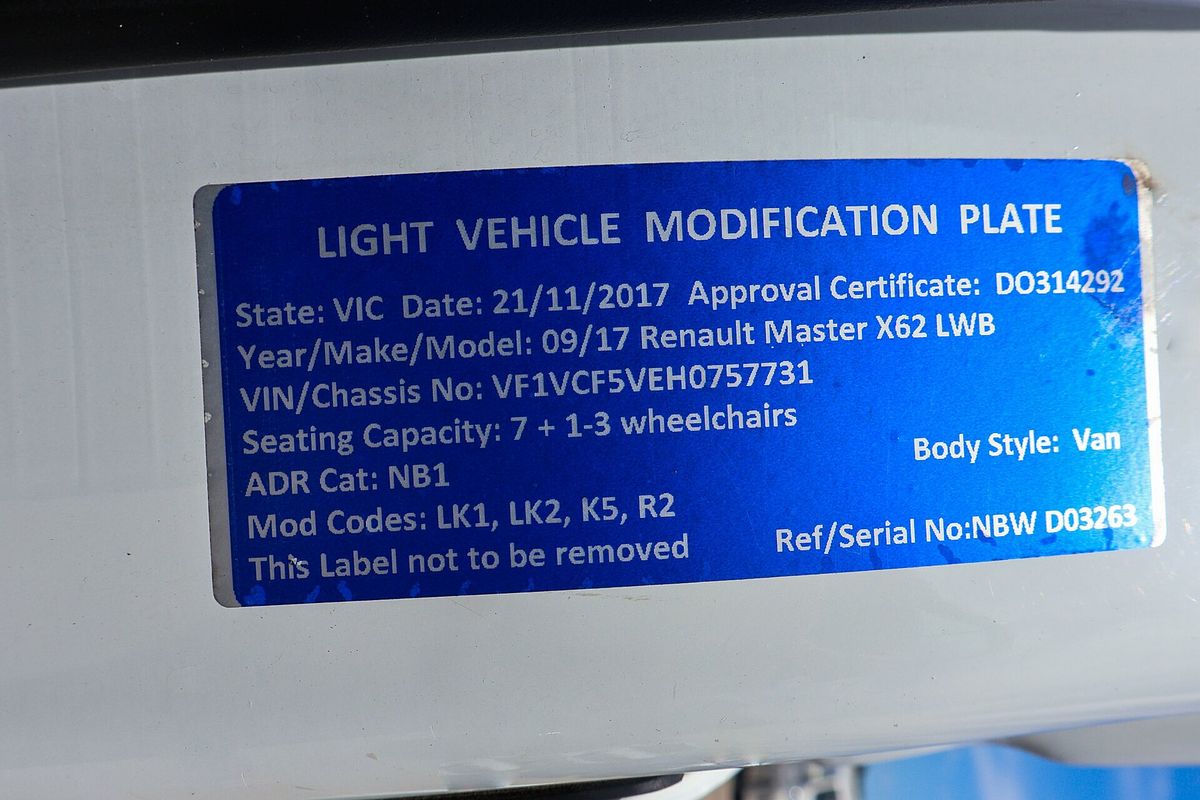 LIGHT VEHICLE MODIFICATION PLATE
State: VIC Date: 21/11/2017 Approval Certificate: DO314292
Year/Make/Model: 09/17 Renault Master X62 LWB
VIN/Chassis No: VF1VCF5VEH0757731
Seating Capacity: 7 + 1-3 wheelchairs
ADR Cat: NB1 Body Style: Van
Mod Codes: LK1, LK2, K5, R2
This Label not to be removed Ref/Serial No:NBW D03263